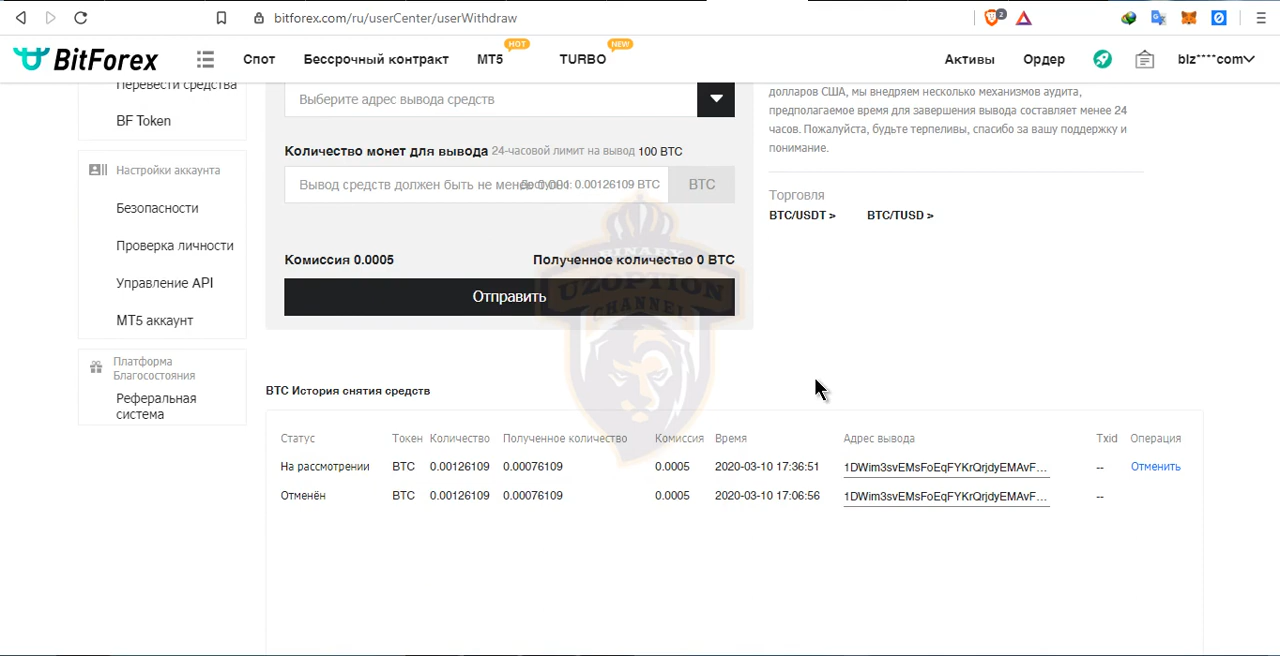 bitforex.com/ru/userCenter/userWithdraw
2
BitForex
Спот
Бессрочный контракт
MT5
HOT
TURBO
NEW
Активы
Ордер
blz****com
Перевести средства
BF Token
Настройки аккаунта
Безопасности
Проверка личности
Управление API
MT5 аккаунт
Платформа
Благосостояния
Реферальная
система
Выберите адрес вывода средств
Количество монет для вывода 24-часовой лимит на вывод 100 BTC
Вывод средств должен быть не менее 0.001
Доступно: 0.00126109 BTC
BTC
Комиссия 0.0005
Полученное количество 0 BTC
Отправить
долларов США, мы внедряем несколько механизмов аудита,
предполагаемое время для завершения вывода составляет менее 24
часов. Пожалуйста, будьте терпеливы, спасибо за вашу поддержку и
понимание.
Торговля
BTC/USDT > BTC/TUSD >
BINARY
UZOPTION
CHANNEL
BTC История снятия средств
Статус Токен Количество Полученное количество Комиссия Время Адрес вывода Txid Операция
На рассмотрении BTC 0.00126109 0.00076109 0.0005 2020-03-10 17:36:51 1DWim3svEMsFoEqFYKrQrjdyEMAvF... -- Отменить
Отменён BTC 0.00126109 0.00076109 0.0005 2020-03-10 17:06:56 1DWim3svEMsFoEqFYKrQrjdyEMAvF... --